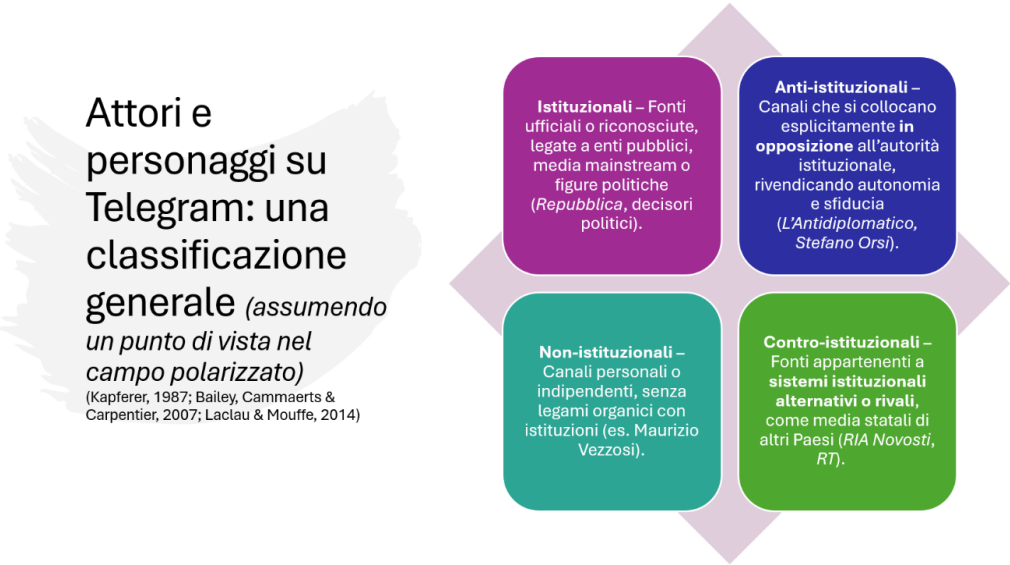 Attori e
personaggi su
Telegram: una
classificazione
generale (assumendo
un punto di vista nel
campo polarizzato)
(Kapferer, 1987; Bailey, Cammaerts &
Carpentier, 2007; Laclau & Mouffe, 2014)
Istituzionali – Fonti
ufficiali o riconosciute,
legate a enti pubblici,
media mainstream o
figure politiche
(Repubblica, decisori
politici).
Anti-istituzionali –
Canali che si collocano
esplicitamente in
opposizione all’autorità
istituzionale,
rivendicando autonomia
e sfiducia
(L’Antidiplomatico,
Stefano Orsi).
Non-istituzionali –
Canali personali o
indipendenti, senza
legami organici con
istituzioni (es. Maurizio
Vezzosi).
Contro-istituzionali –
Fonti appartenenti a
sistemi istituzionali
alternativi o rivali,
come media statali di
altri Paesi (RIA Novosti,
RT).